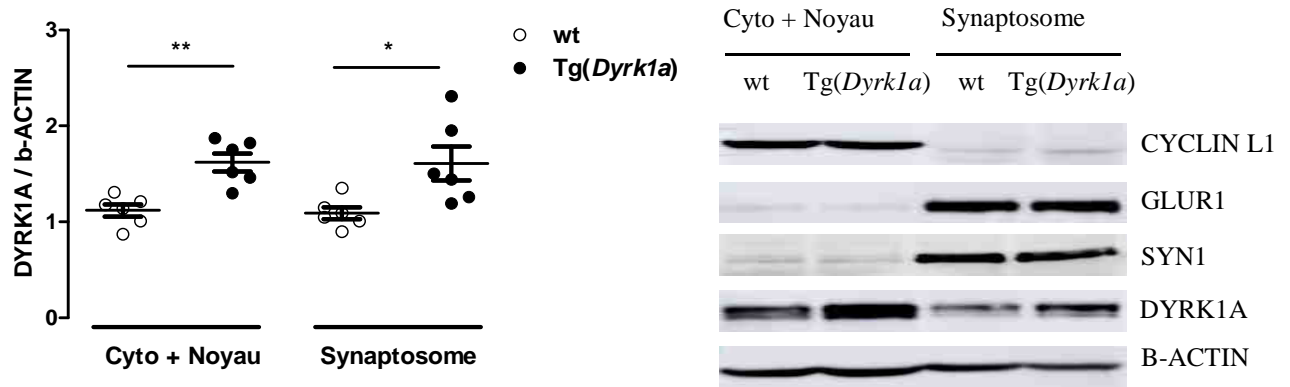 DYRK1A / b-ACTIN
3
2
1
0
**
*
wt
Tg(Dyrk1a)
Cyto + Noyau
Synaptosome
Cyto + Noyau Synaptosome
wt Tg(Dyrk1a) wt Tg(Dyrk1a)
CYCLIN L1
GLUR1
SYN1
DYRK1A
B-ACTIN